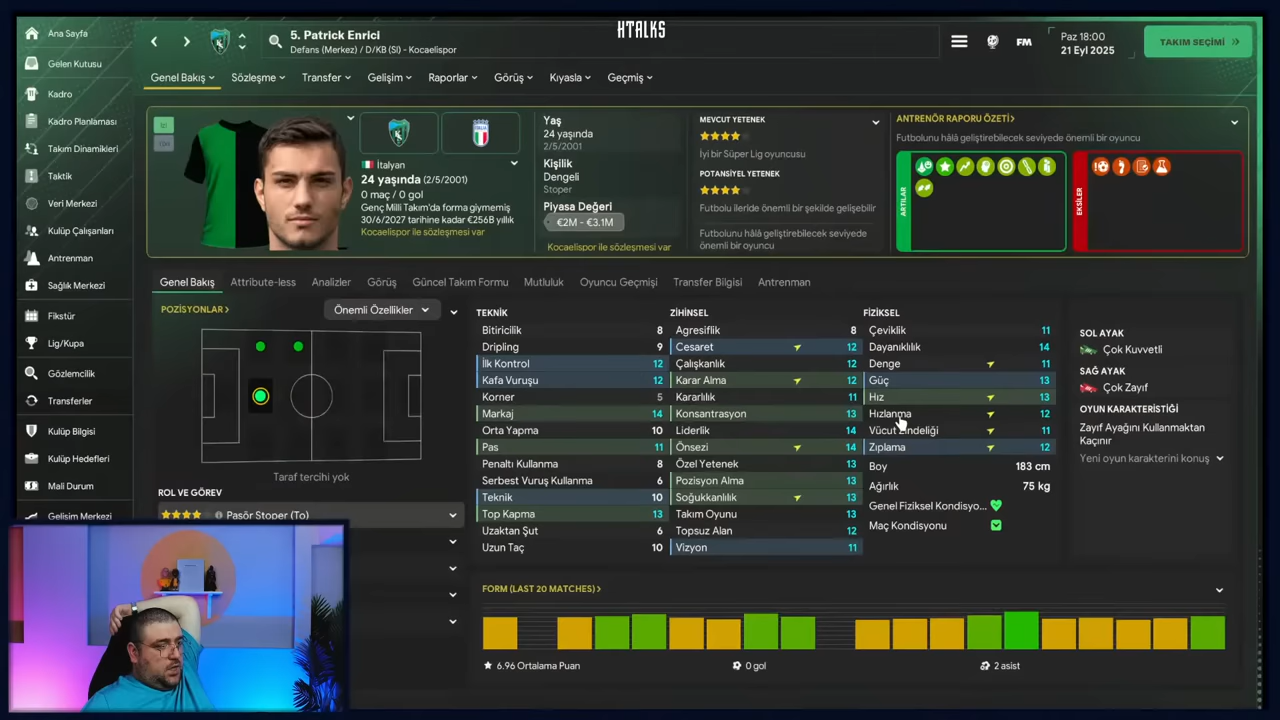 HTALKS
Ana Sayfa
Gelen Kutusu
Kadro
Kadro Planlaması
Takım Dinamikleri
Taktik
Veri Merkezi
Kulüp Çalışanları
Antrenman
Sağlık Merkezi
Fikstür
Lig/Kupa
Gözlemcilik
Transferler
Kulüp Bilgisi
Kulüp Hedefleri
Mali Durum
Gelişim Merkezi
5. Patrick Enrici
Defans (Merkez) / D/KB (Sl) - Kocaelispor
FM
Paz 18:00
21 Eyl 2025
TAKIM SEÇİMİ
Genel Bakış
Sözleşme
Transfer
Gelişim
Raporlar
Görüş
Kıyasla
Geçmiş
İtalyan
24 yaşında (2/5/2001)
0 maç / 0 gol
Genç Milli Takım'da forma giymemiş
30/6/2027 tarihine kadar €256B yıllık
Kocaelispor ile sözleşmesi var
Yaş
24 yaşında
2/5/2001
Kişilik
Dengeli
Stoper
Piyasa Değeri
€2M - €3.1M
Kocaelispor ile sözleşmesi var
MEVCUT YETENEK
İyi bir Süper Lig oyuncusu
POTANSİYEL YETENEK
Futbolu ileride önemli bir şekilde gelişebilir
Futbolunu hâlâ geliştirebilecek seviyede
önemli bir oyuncu
ANTRENÖR RAPORU ÖZETİ
Futbolunu hâlâ geliştirebilecek seviyede önemli bir oyuncu
ARTILAR
EKSİLER
Genel Bakış
Attribute-less
Analizler
Görüş
Güncel Takım Formu
Mutluluk
Oyuncu Geçmişi
Transfer Bilgisi
Antrenman
POZİSYONLAR
Önemli Özellikler
Taraf tercihi yok
ROL VE GÖREV
Pasör Stoper (To)
TEKNİK
Bitiricilik 8
Dripling 9
İlk Kontrol 12
Kafa Vuruşu 12
Korner 5
Markaj 14
Orta Yapma 10
Pas 11
Penaltı Kullanma 8
Serbest Vuruş Kullanma 6
Teknik 10
Top Kapma 13
Uzaktan Şut 6
Uzun Taç 10
ZİHİNSEL
Agresiflik 8
Cesaret 12
Çalışkanlık 12
Karar Alma 12
Kararlılık 11
Konsantrasyon 13
Liderlik 14
Önsezi 14
Özel Yetenek 13
Pozisyon Alma 13
Soğukkanlılık 13
Takım Oyunu 13
Topsuz Alan 12
Vizyon 11
FİZİKSEL
Çeviklik 11
Dayanıklılık 14
Denge 11
Güç 13
Hız 13
Hızlanma 12
Vücut Zindeliği 11
Zıplama 12
Boy 183 cm
Ağırlık 75 kg
Genel Fiziksel Kondisyo...
Maç Kondisyonu
SOL AYAK
Çok Kuvvetli
SAĞ AYAK
Çok Zayıf
OYUN KARAKTERİSTİĞİ
Zayıf Ayağını Kullanmaktan
Kaçınır
Yeni oyun karakterini konuş
FORM (LAST 20 MATCHES)
6.96 Ortalama Puan
0 gol
2 asist